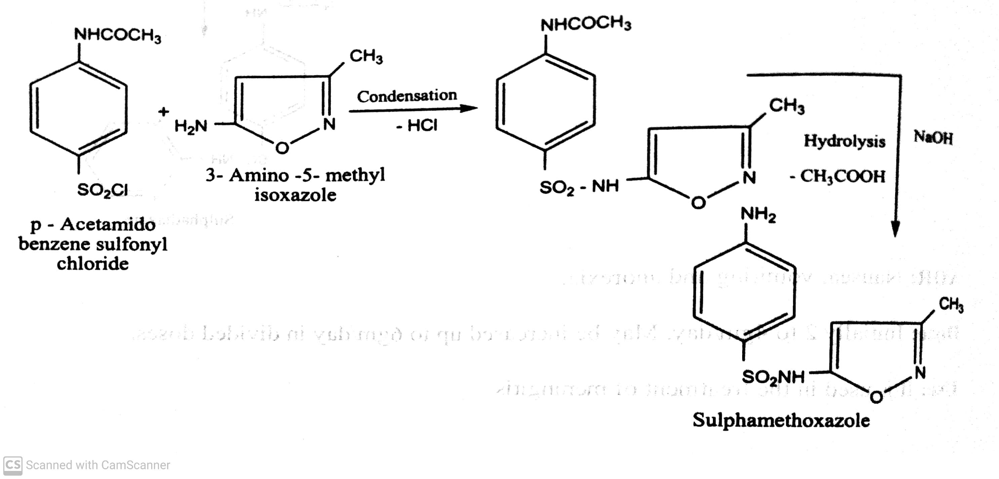 NHCOCH₃
CH₃
+
H₂N
N
O
SO₂Cl
3- Amino -5- methyl
isoxazole
p - Acetamido
benzene sulfonyl
chloride
Condensation
- HCl
NHCOCH₃
CH₃
SO₂ - NH
N
O
Hydrolysis
NaOH
- CH₃COOH
NH₂
CH₃
SO₂NH
N
O
Sulphamethoxazole
CS Scanned with CamScanner